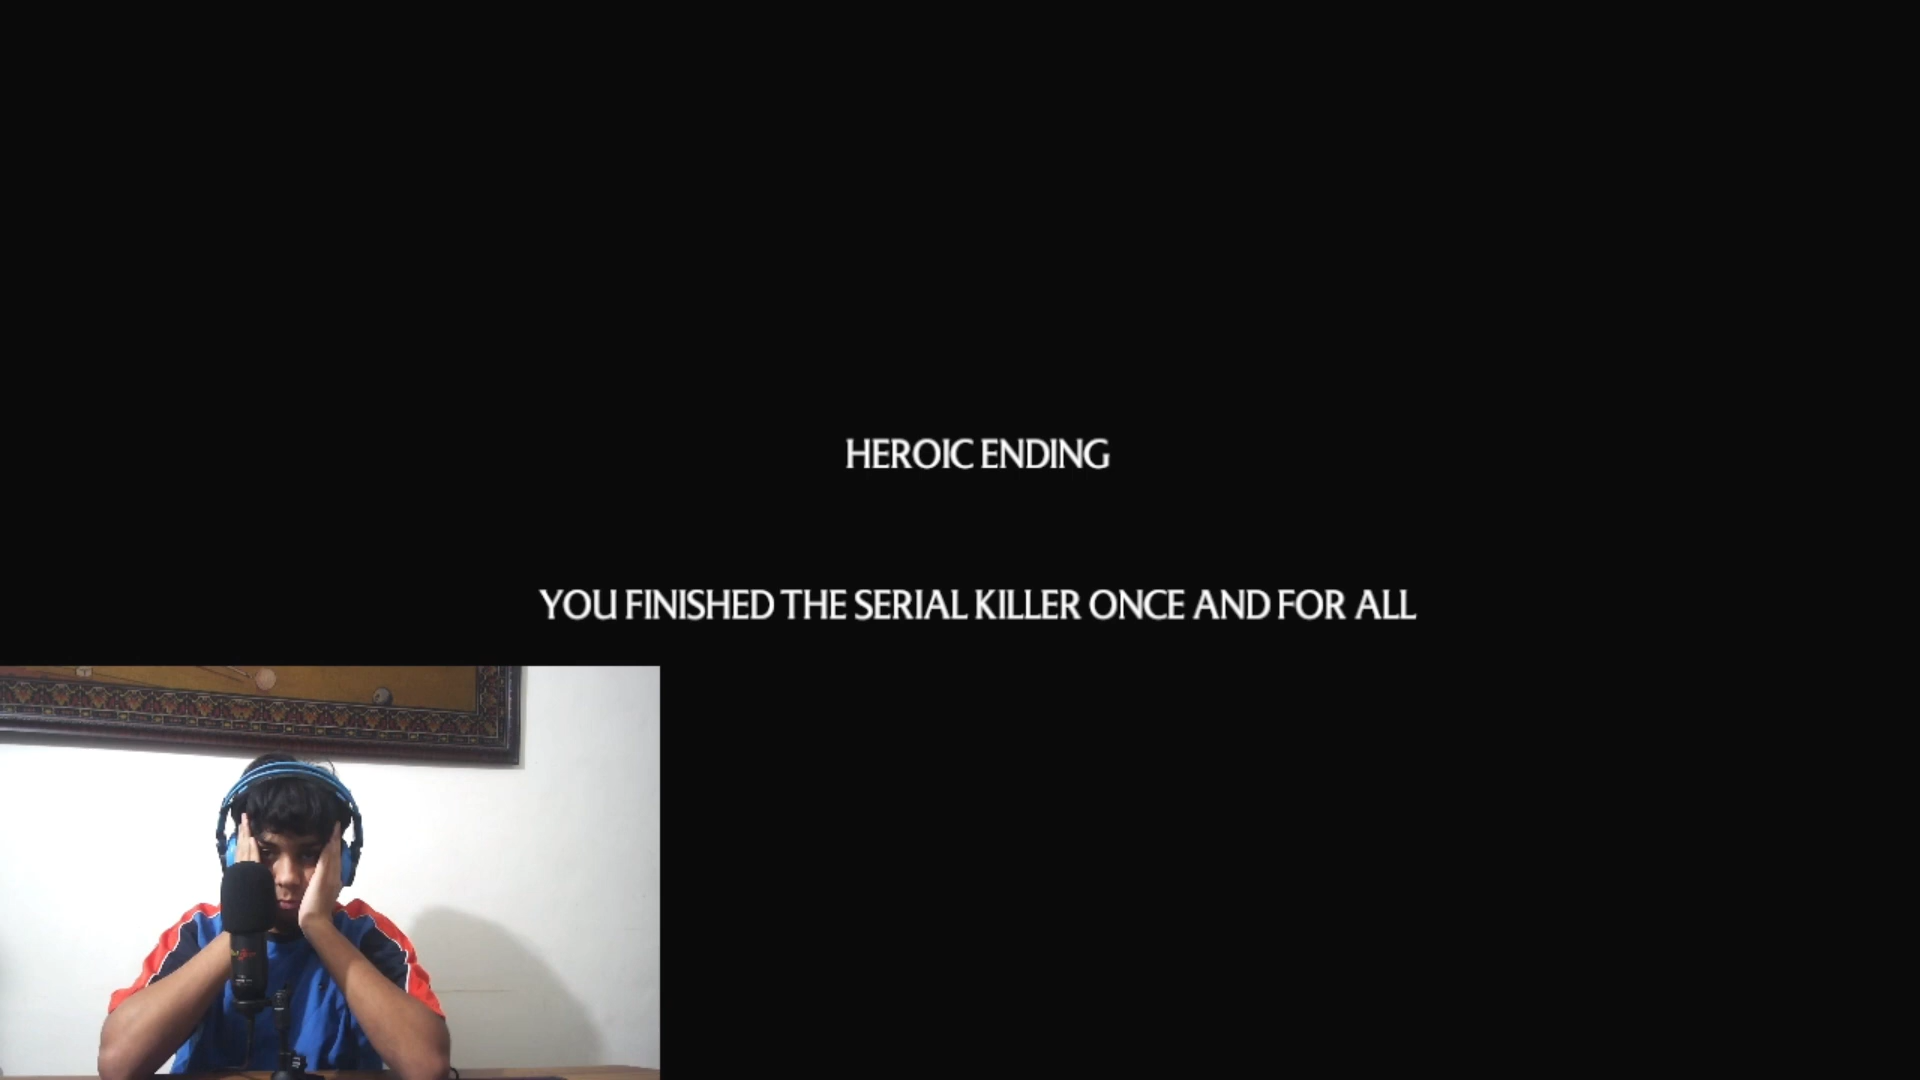 HEROIC ENDING
YOU FINISHED THE SERIAL KILLER ONCE AND FOR ALL